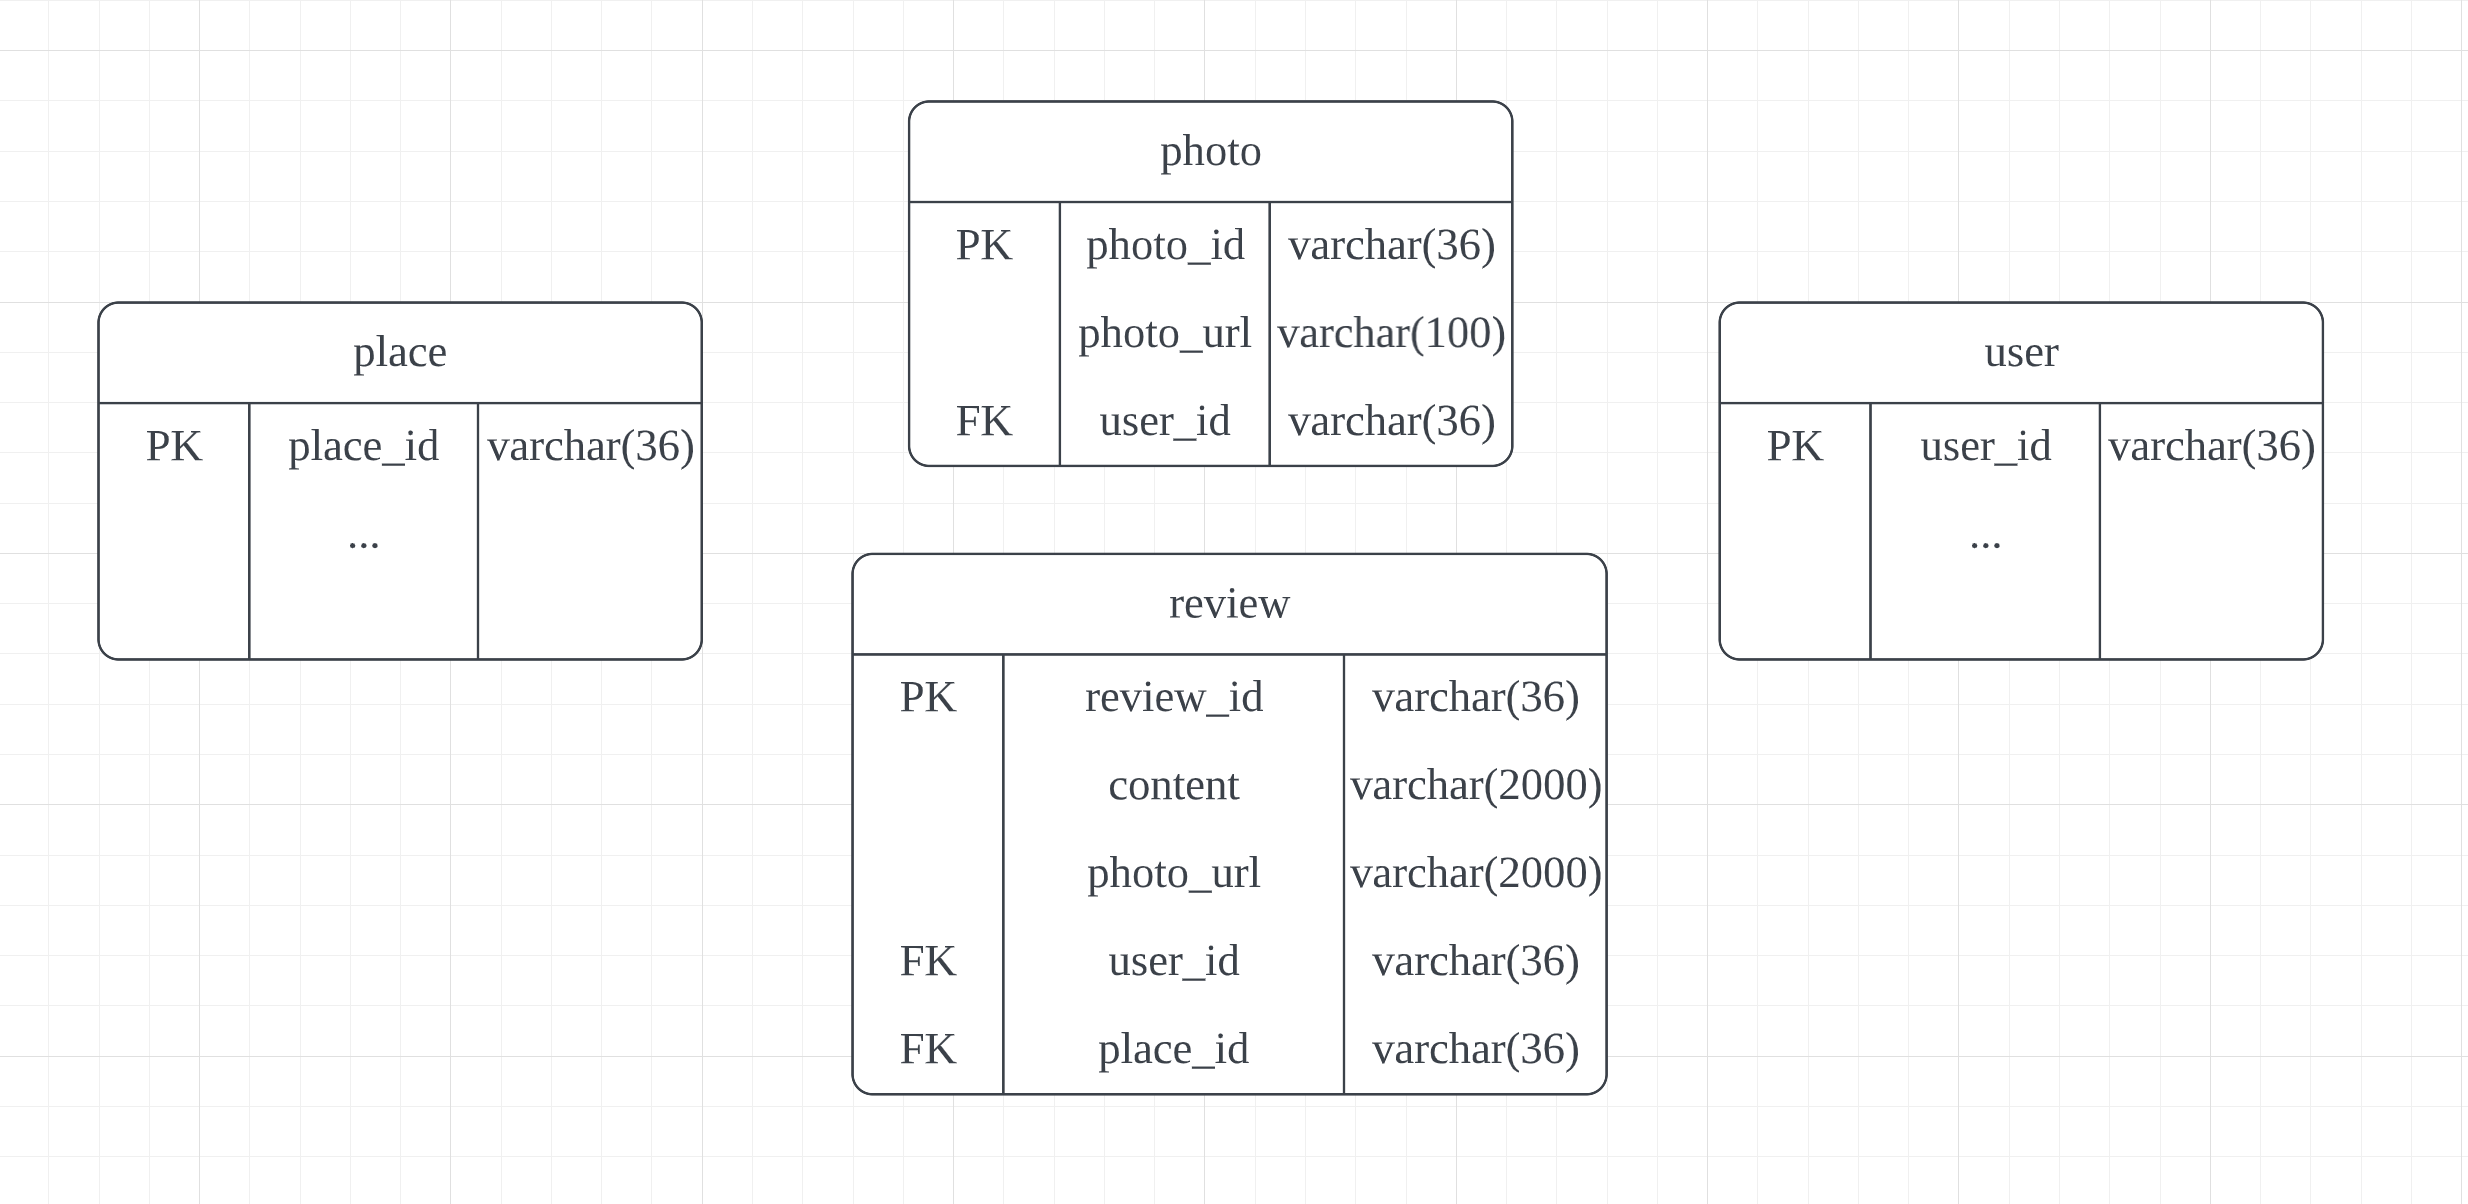 photo
PK photo_id varchar(36)
photo_url varchar(100)
FK user_id varchar(36)
place
PK place_id varchar(36)
...
user
PK user_id varchar(36)
...
review
PK review_id varchar(36)
content varchar(2000)
photo_url varchar(2000)
FK user_id varchar(36)
FK place_id varchar(36)